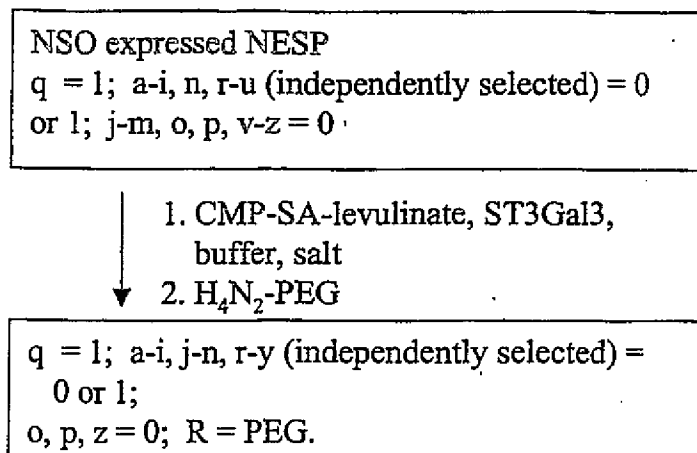 NSO expressed NESP
q = 1; a-i, n, r-u (independently selected) = 0
or 1; j-m, o, p, v-z = 0
1. CMP-SA-levulinate, ST3Gal3,
buffer, salt
2. H₄N₂-PEG
q = 1; a-i, j-n, r-y (independently selected) =
0 or 1;
o, p, z = 0; R = PEG.